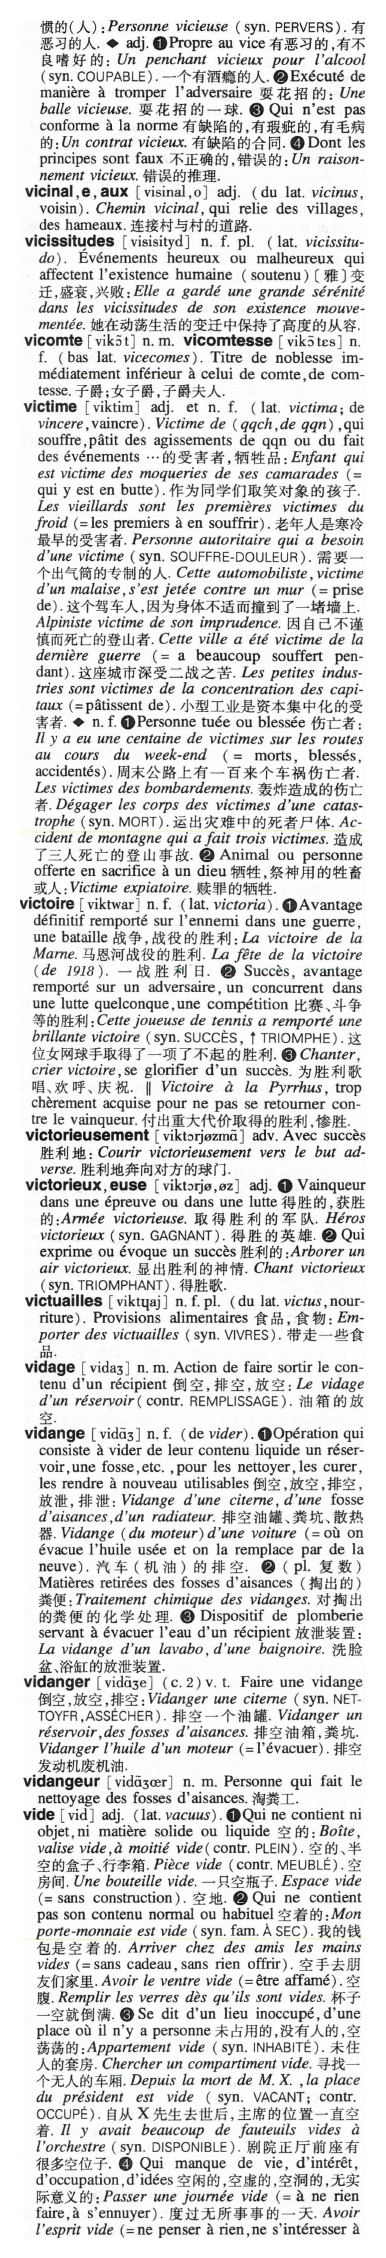 惯的(人):Personne vicieuse (syn. PERVERS). 有
恶习的人. ◆ adj. ❶Propre au vice 有恶习的,有不
良嗜好的: Un penchant vicieux pour l'alcool
(syn. COUPABLE). 一个有酒瘾的人. ❷Exécuté de
manière à tromper l'adversaire 耍花招的: Une
balle vicieuse. 耍花招的一球. ❸ Qui n'est pas
conforme à la norme 有缺陷的,有瑕疵的,有毛病
的: Un contrat vicieux. 有缺陷的合同. ❹ Dont les
principes sont faux 不正确的,错误的: Un raison-
nement vicieux. 错误的推理.
vicinal,e,aux [visinal,o] adj. (du lat. vicinus,
voisin). Chemin vicinal, qui relie des villages,
des hameaux. 连接村与村的道路.
vicissitudes [visisityd] n. f. pl. (lat. vicissitu-
do). Événements heureux ou malheureux qui
affectent l'existence humaine (soutenu) 〔雅〕变
迁,盛衰,兴败: Elle a gardé une grande sérénité
dans les vicissitudes de son existence mouve-
mentée. 她在动荡生活的变迁中保持了高度的从容.
vicomte [vikɔ̃t] n. m. vicomtesse [vikɔ̃tɛs] n.
f. (bas lat. vicecomes). Titre de noblesse im-
médiatement inférieur à celui de comte,de com-
tesse. 子爵;女子爵,子爵夫人.
victime [viktim] adj. et n. f. (lat. victima; de
vincere,vaincre). Victime de (qqch,de qqn),qui
souffre,pâtit des agissements de qqn ou du fait
des événements …的受害者,牺牲品: Enfant qui
est victime des moqueries de ses camarades (=
qui y est en butte). 作为同学们取笑对象的孩子.
Les vieillards sont les premières victimes du
froid (=les premiers à en souffrir). 老年人是寒冷
最早的受害者. Personne autoritaire qui a besoin
d'une victime (syn. SOUFFRE-DOULEUR). 需要一
个出气筒的专制的人. Cette automobiliste, victime
d'un malaise, s'est jetée contre un mur (= prise
de). 这个驾车人,因为身体不适而撞到了一堵墙上.
Alpiniste victime de son imprudence. 因自己不谨
慎而死亡的登山者. Cette ville a été victime de la
dernière guerre (= a beaucoup souffert pen-
dant). 这座城市深受二战之苦. Les petites indus-
tries sont victimes de la concentration des capi-
taux (=pâtissent de). 小型工业是资本集中化的受
害者. ◆ n. f. ❶Personne tuée ou blessée 伤亡者:
Il y a eu une centaine de victimes sur les routes
au cours du week-end (= morts, blessés,
accidentés). 周末公路上有一百来个车祸伤亡者.
Les victimes des bombardements. 轰炸造成的伤亡
者. Dégager les corps des victimes d'une catas-
trophe (syn. MORT). 运出灾难中的死者尸体. Ac-
cident de montagne qui a fait trois victimes. 造成
了三人死亡的登山事故. ❷ Animal ou personne
offerte en sacrifice à un dieu 牺牲,祭神用的牲畜
或人: Victime expiatoire. 赎罪的牺牲.
victoire [viktwar] n. f. (lat. victoria). ❶Avantage
définitif remporté sur l'ennemi dans une guerre,
une bataille 战争,战役的胜利: La victoire de la
Marne. 马恩河战役的胜利. La fête de la victoire
(de 1918). 一战胜利日. ❷ Succès, avantage
remporté sur un adversaire, un concurrent dans
une lutte quelconque,une compétition 比赛、斗争
等的胜利:Cette joueuse de tennis a remporté une
brillante victoire (syn. SUCCÈS, ↑ TRIOMPHE). 这
位女网球手取得了一项了不起的胜利. ❸ Chanter,
crier victoire,se glorifier d'un succès. 为胜利歌
唱、欢呼、庆祝. ‖ Victoire à la Pyrrhus, trop
chèrement acquise pour ne pas se retourner con-
tre le vainqueur. 付出重大代价取得的胜利,惨胜.
victorieusement [viktɔrjøzmɑ̃] adv. Avec succès
胜利地: Courir victorieusement vers le but ad-
verse. 胜利地奔向对方的球门.
victorieux,euse [viktɔrjø,øz] adj. ❶ Vainqueur
dans une épreuve ou dans une lutte 得胜的,获胜
的:Armée victorieuse. 取得胜利的军队. Héros
victorieux (syn. GAGNANT). 得胜的英雄. ❷ Qui
exprime ou évoque un succès 胜利的:Arborer un
air victorieux. 显出胜利的神情. Chant victorieux
(syn. TRIOMPHANT). 得胜歌.
victuailles [viktɥaj] n. f. pl. (du lat. victus,nour-
riture). Provisions alimentaires 食品,食物: Em-
porter des victuailles (syn. VIVRES). 带走一些食
品.
vidage [vidaʒ] n. m. Action de faire sortir le con-
tenu d'un récipient 倒空,排空,放空: Le vidage
d'un réservoir (contr. REMPLISSAGE). 油箱的放
空.
vidange [vidɑ̃ʒ] n. f. (de vider). ❶Opération qui
consiste à vider de leur contenu liquide un réser-
voir,une fosse,etc. ,pour les nettoyer,les curer,
les rendre à nouveau utilisables 倒空,放空,排空,
放泄,排泄: Vidange d'une citerne, d'une fosse
d'aisances,d'un radiateur. 排空油罐、粪坑、散热
器. Vidange (du moteur) d'une voiture (=où on
évacue l'huile usée et on la remplace par de la
neuve). 汽车(机油)的排空. ❷ (pl. 复数)
Matières retirées des fosses d'aisances (掏出的)
粪便:Traitement chimique des vidanges. 对掏出
的粪便的化学处理. ❸ Dispositif de plomberie
servant à évacuer l'eau d'un récipient 放泄装置:
La vidange d'un lavabo, d'une baignoire. 洗脸
盆、浴缸的放泄装置.
vidanger [vidɑ̃ʒe] (c. 2) v. t. Faire une vidange
倒空,放空,排空: Vidanger une citerne (syn. NET-
TOYFR,ASSÉCHER). 排空一个油罐. Vidanger un
réservoir,des fosses d'aisances. 排空油箱,粪坑.
Vidanger l'huile d'un moteur (=l'évacuer). 排空
发动机废机油.
vidangeur [vidɑ̃ʒœr] n. m. Personne qui fait le
nettoyage des fosses d'aisances. 淘粪工.
vide [vid] adj. (lat. vacuus). ❶Qui ne contient ni
objet,ni matière solide ou liquide 空的: Boîte,
valise vide,à moitié vide (contr. PLEIN). 空的、半
空的盒子、行李箱. Pièce vide (contr. MEUBLÉ). 空
房间. Une bouteille vide. 一只空瓶子. Espace vide
(= sans construction). 空地. ❷ Qui ne contient
pas son contenu normal ou habituel 空着的: Mon
porte-monnaie est vide (syn. fam. À SEC). 我的钱
包是空着的. Arriver chez des amis les mains
vides (=sans cadeau,sans rien offrir). 空手去朋
友们家里. Avoir le ventre vide (=être affamé). 空
腹. Remplir les verres dès qu'ils sont vides. 杯子
一空就倒满. ❸ Se dit d'un lieu inoccupé, d'une
place où il n'y a personne 未占用的,没有人的,空
荡荡的:Appartement vide (syn. INHABITÉ). 未住
人的套房. Chercher un compartiment vide. 寻找一
个无人的车厢. Depuis la mort de M. X. ,la place
du président est vide (syn. VACANT; contr.
OCCUPÉ). 自从 X 先生去世后,主席的位置一直空
着. Il y avait beaucoup de fauteuils vides à
l'orchestre (syn. DISPONIBLE). 剧院正厅前座有
很多空位子. ❹ Qui manque de vie, d'intérêt,
d'occupation,d'idées 空闲的,空虚的,空洞的,无实
际意义的: Passer une journée vide (= à ne rien
faire,à s'ennuyer). 度过无所事事的一天. Avoir
l'esprit vide (=ne penser à rien,ne s'intéresser à